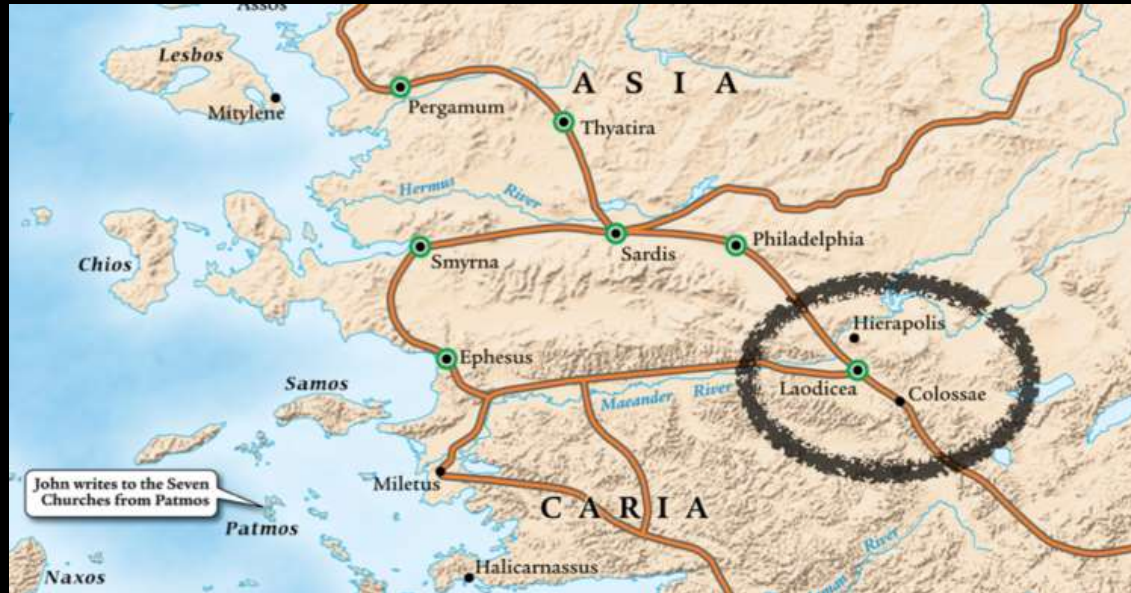 Assos
Lesbos
Mitylene
Pergamum
A S I A
Thyatira
Hermus River
Chios
Smyrna
Sardis
Philadelphia
Hierapolis
Ephesus
Laodicea
Colossae
Samos
Maeander River
John writes to the Seven
Churches from Patmos
Patmos
Miletus
C A R I A
River
Naxos
Halicarnassus